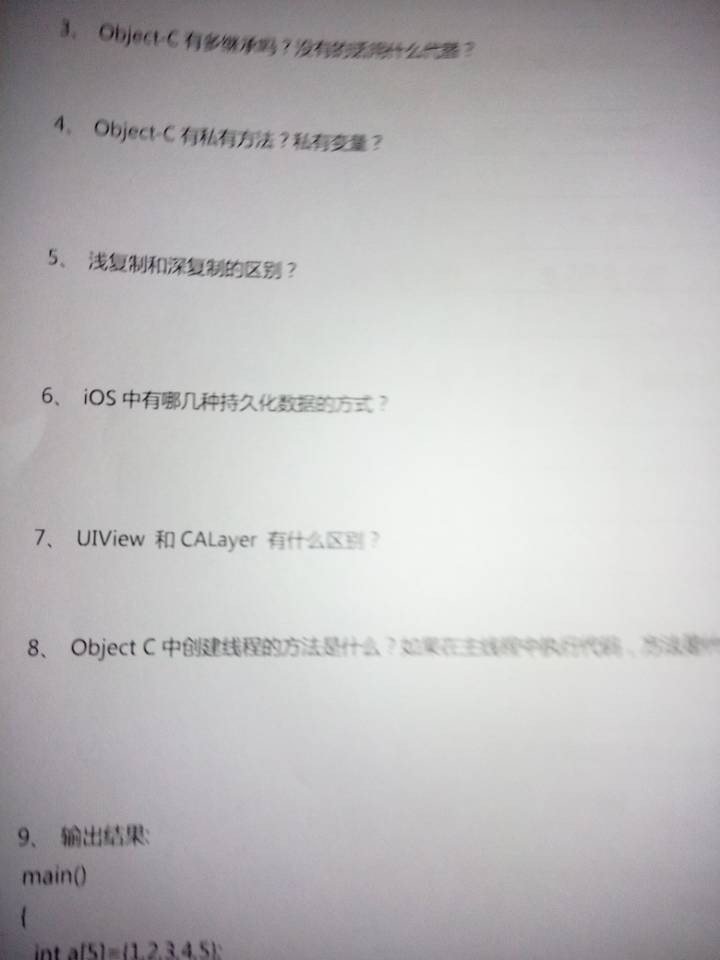 3、 Object-C 有多继承吗？没有的话用什么代替？
4、 Object-C 有私有方法？私有变量？
5、 浅复制和深复制的区别？
6、 iOS 中有哪几种持久化数据的方式？
7、 UIView 和 CALayer 有什么区别？
8、 Object C 中创建线程的方法是什么？如果在主线程中执行代码，方法是什
9、 输出结果:
main()
{
int a[5]={1,2,3,4,5};